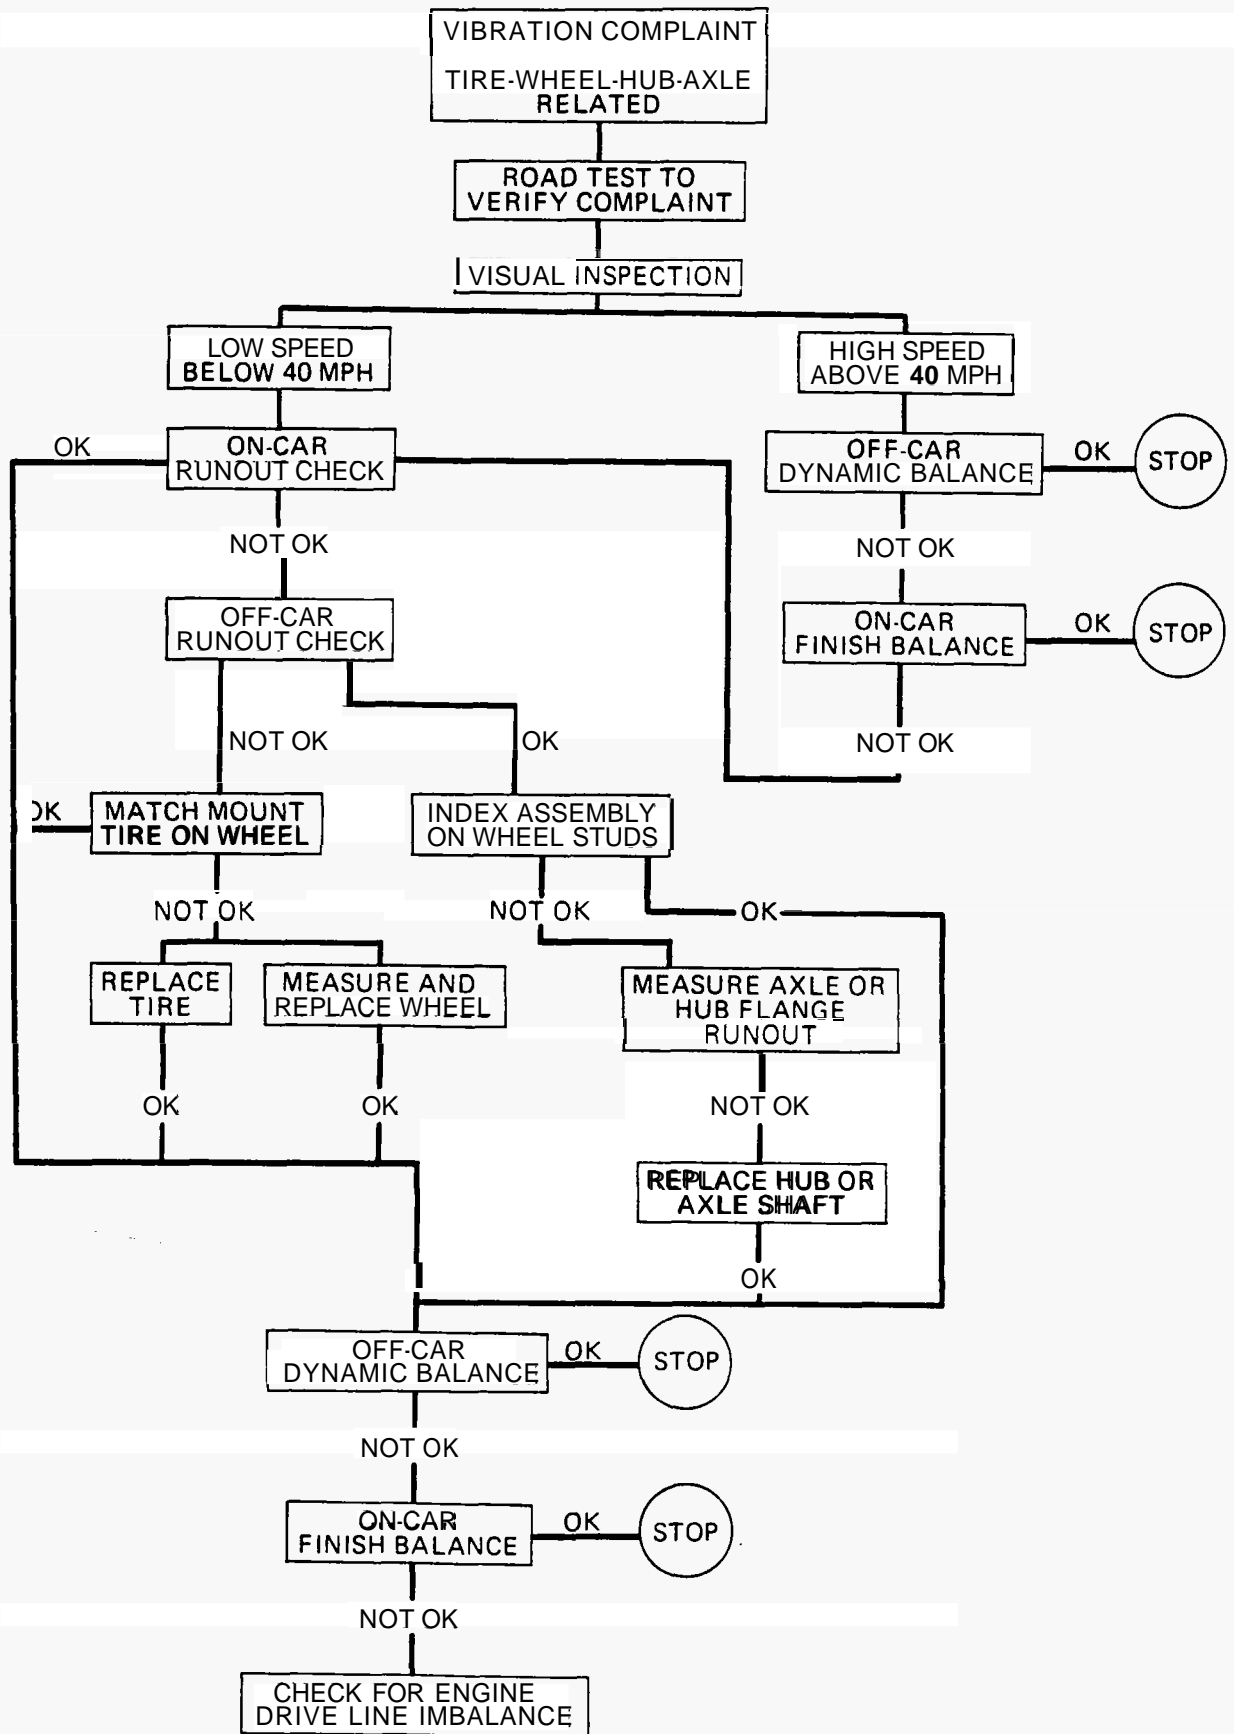 VIBRATION COMPLAINT
TIRE-WHEEL-HUB-AXLE
RELATED
ROAD TEST TO
VERIFY COMPLAINT
VISUAL INSPECTION
LOW SPEED
BELOW 40 MPH
HIGH SPEED
ABOVE 40 MPH
OK
ON-CAR
RUNOUT CHECK
OFF-CAR
DYNAMIC BALANCE
OK
STOP
NOT OK
NOT OK
OFF-CAR
RUNOUT CHECK
ON-CAR
FINISH BALANCE
OK
STOP
NOT OK
OK
NOT OK
OK
MATCH MOUNT
TIRE ON WHEEL
INDEX ASSEMBLY
ON WHEEL STUDS
NOT OK
NOT OK
OK
REPLACE
TIRE
MEASURE AND
REPLACE WHEEL
MEASURE AXLE OR
HUB FLANGE
RUNOUT
OK
OK
NOT OK
REPLACE HUB OR
AXLE SHAFT
OK
OFF-CAR
DYNAMIC BALANCE
OK
STOP
NOT OK
ON-CAR
FINISH BALANCE
OK
STOP
NOT OK
CHECK FOR ENGINE
DRIVE LINE IMBALANCE